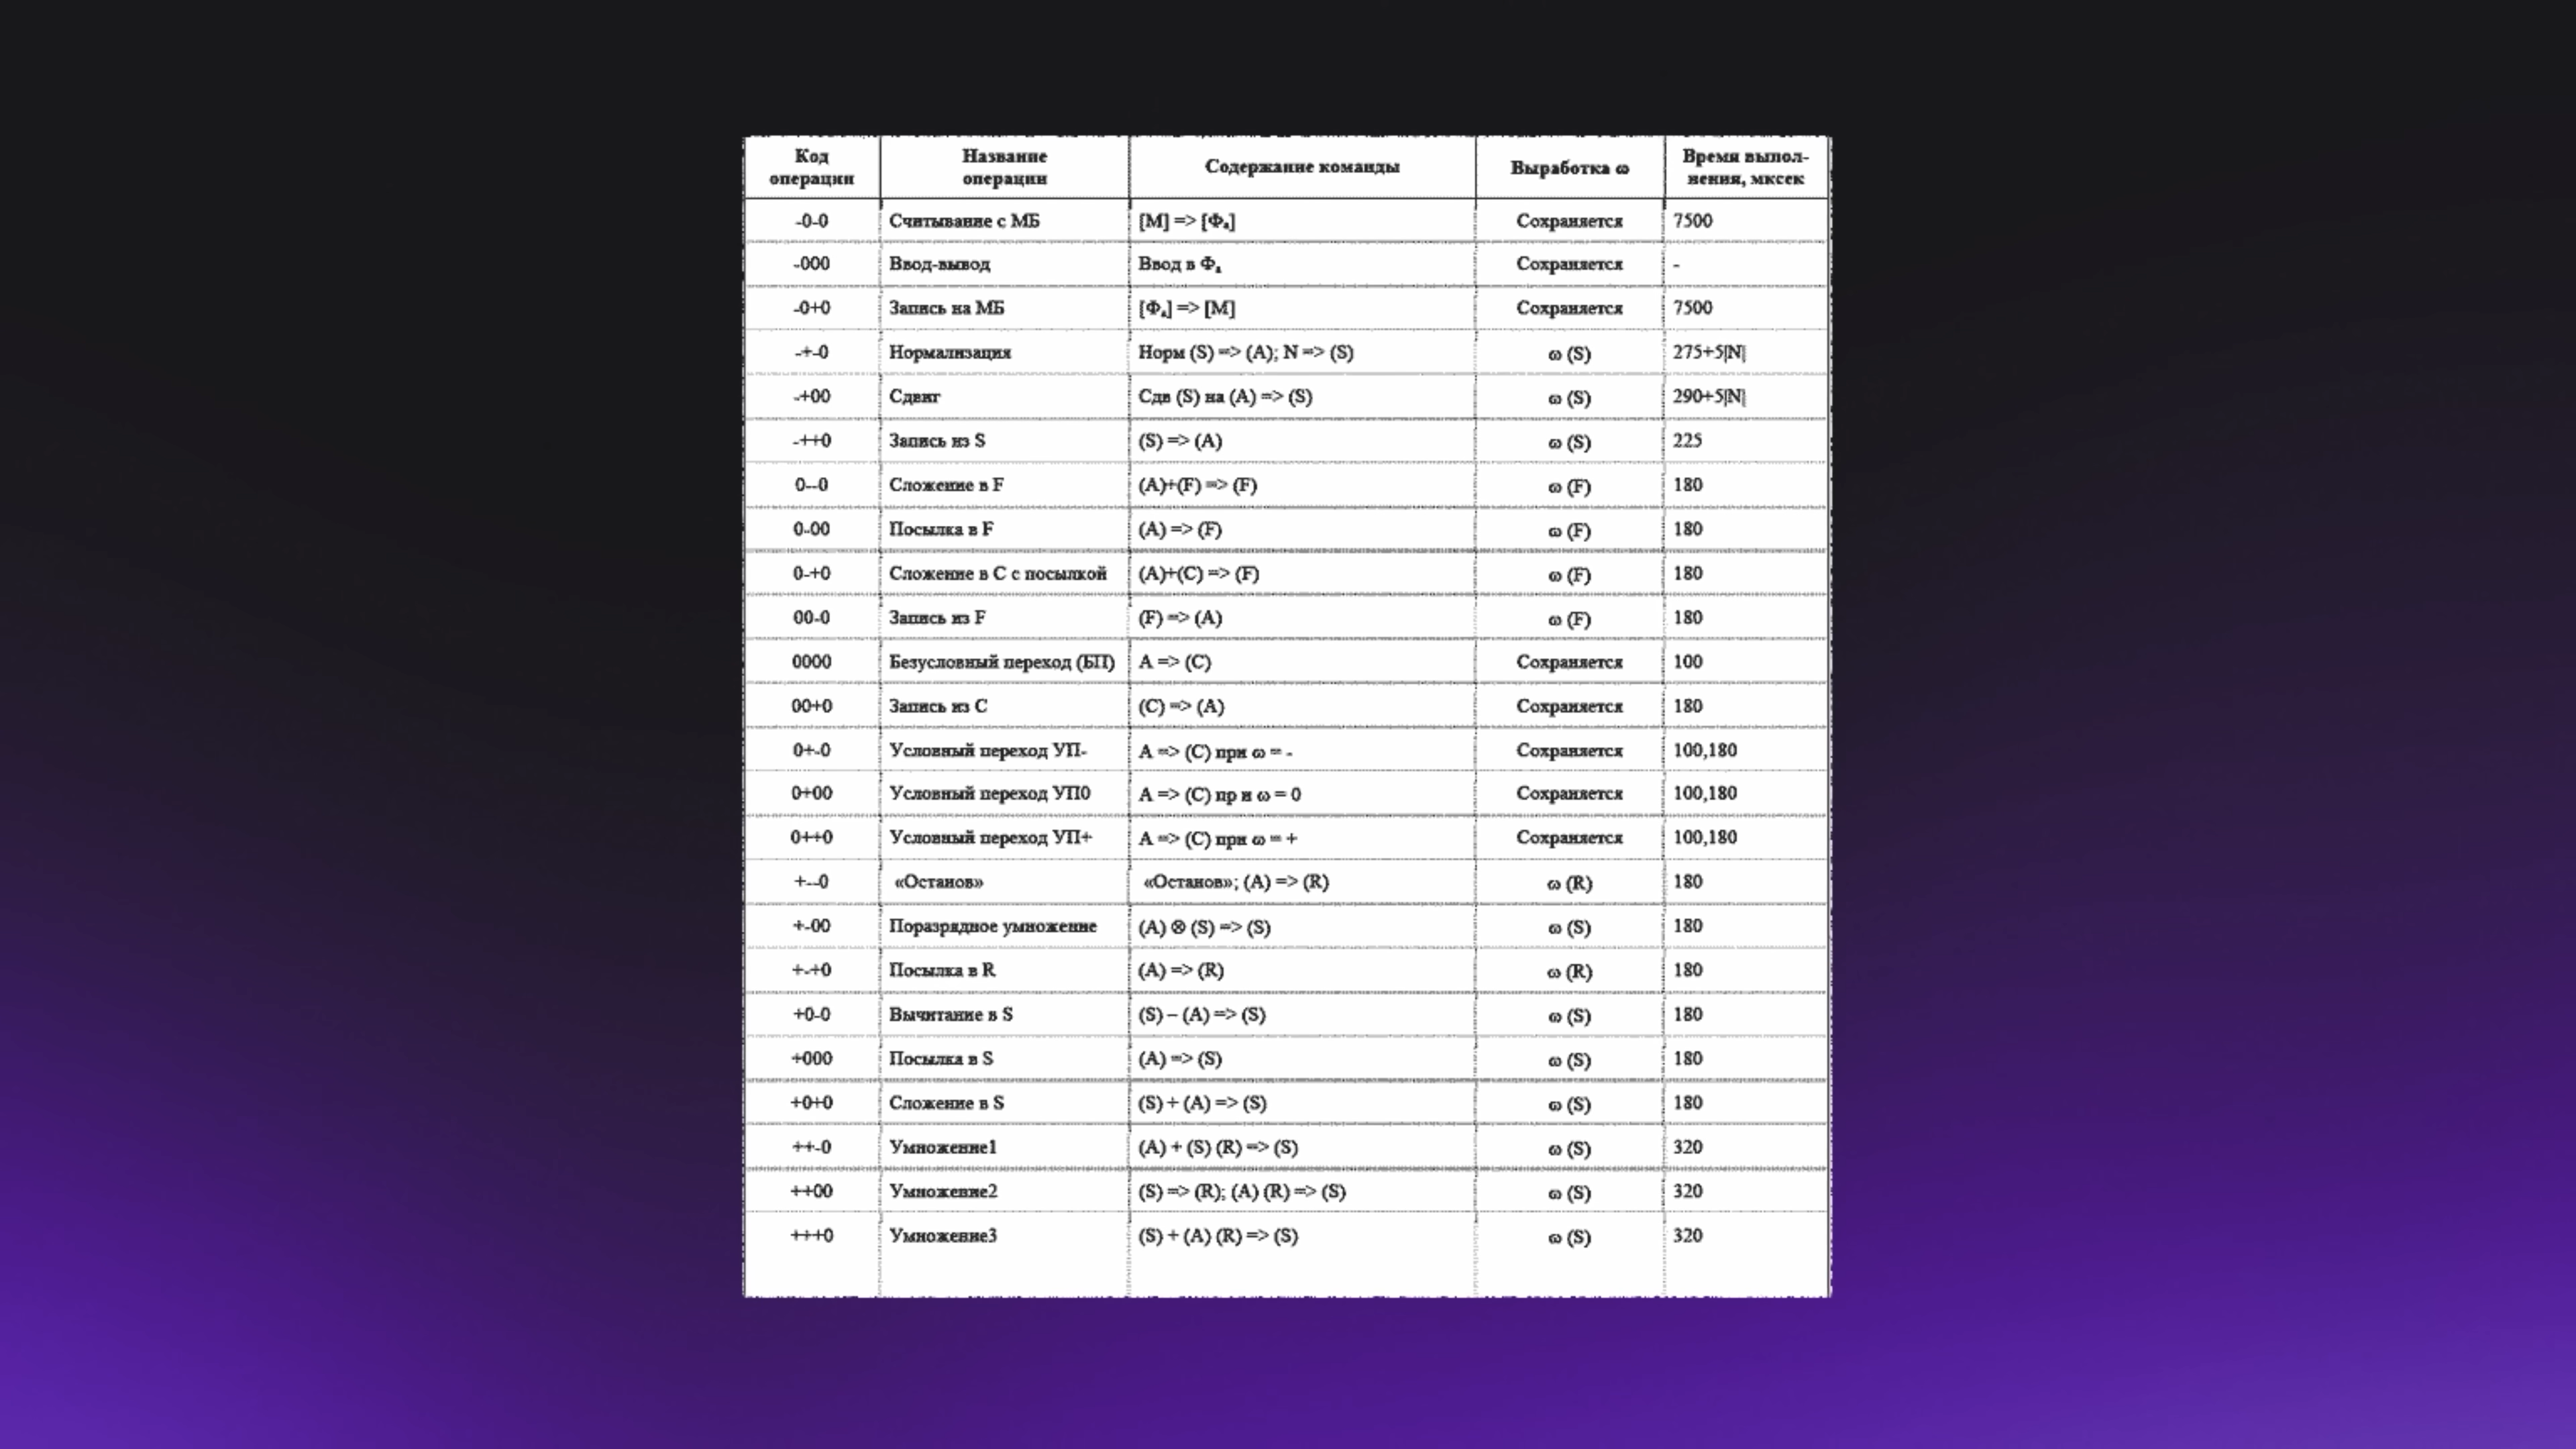 Код операции | Название операции | Содержание команды | Выработка ω | Время выпол-нения, мксек
-0-0 | Считывание с МБ | [M] => [Фₐ] | Сохраняется | 7500
-000 | Ввод-вывод | Ввод в Фₐ | Сохраняется | -
-0+0 | Запись на МБ | [Фₐ] => [M] | Сохраняется | 7500
-+-0 | Нормализация | Норм (S) => (A); N => (S) | ω (S) | 275+5|N|
-+00 | Сдвиг | Сдв (S) на (A) => (S) | ω (S) | 290+5|N|
-++0 | Запись из S | (S) => (A) | ω (S) | 225
0--0 | Сложение в F | (A)+(F) => (F) | ω (F) | 180
0-00 | Посылка в F | (A) => (F) | ω (F) | 180
0-+0 | Сложение в C с посылкой | (A)+(C) => (F) | ω (F) | 180
00-0 | Запись из F | (F) => (A) | ω (F) | 180
0000 | Безусловный переход (БП) | A => (C) | Сохраняется | 100
00+0 | Запись из C | (C) => (A) | Сохраняется | 180
0+-0 | Условный переход УП- | A => (C) при ω = - | Сохраняется | 100,180
0+00 | Условный переход УП0 | A => (C) пр и ω = 0 | Сохраняется | 100,180
0++0 | Условный переход УП+ | A => (C) при ω = + | Сохраняется | 100,180
+--0 | «Останов» | «Останов»; (A) => (R) | ω (R) | 180
+-00 | Поразрядное умножение | (A) ⊗ (S) => (S) | ω (S) | 180
+-+0 | Посылка в R | (A) => (R) | ω (R) | 180
+0-0 | Вычитание в S | (S) – (A) => (S) | ω (S) | 180
+000 | Посылка в S | (A) => (S) | ω (S) | 180
+0+0 | Сложение в S | (S) + (A) => (S) | ω (S) | 180
++-0 | Умножение1 | (A) + (S) (R) => (S) | ω (S) | 320
++00 | Умножение2 | (S) => (R); (A) (R) => (S) | ω (S) | 320
+++0 | Умножение3 | (S) + (A) (R) => (S) | ω (S) | 320